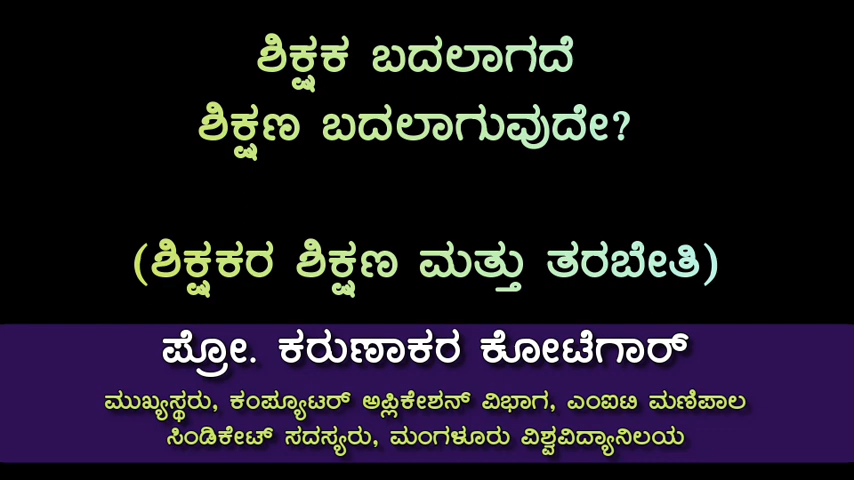 ಶಿಕ್ಷಕ ಬದಲಾಗದೆ
ಶಿಕ್ಷಣ ಬದಲಾಗುವುದೇ?
(ಶಿಕ್ಷಕರ ಶಿಕ್ಷಣ ಮತ್ತು ತರಬೇತಿ)
ಪ್ರೋ. ಕರುಣಾಕರ ಕೋಟೆಗಾರ್
ಮುಖ್ಯಸ್ಥರು, ಕಂಪ್ಯೂಟರ್ ಅಪ್ಲಿಕೇಶನ್ ವಿಭಾಗ, ಎಂಐಟಿ ಮಣಿಪಾಲ
ಸಿಂಡಿಕೇಟ್ ಸದಸ್ಯರು, ಮಂಗಳೂರು ವಿಶ್ವವಿದ್ಯಾನಿಲಯ